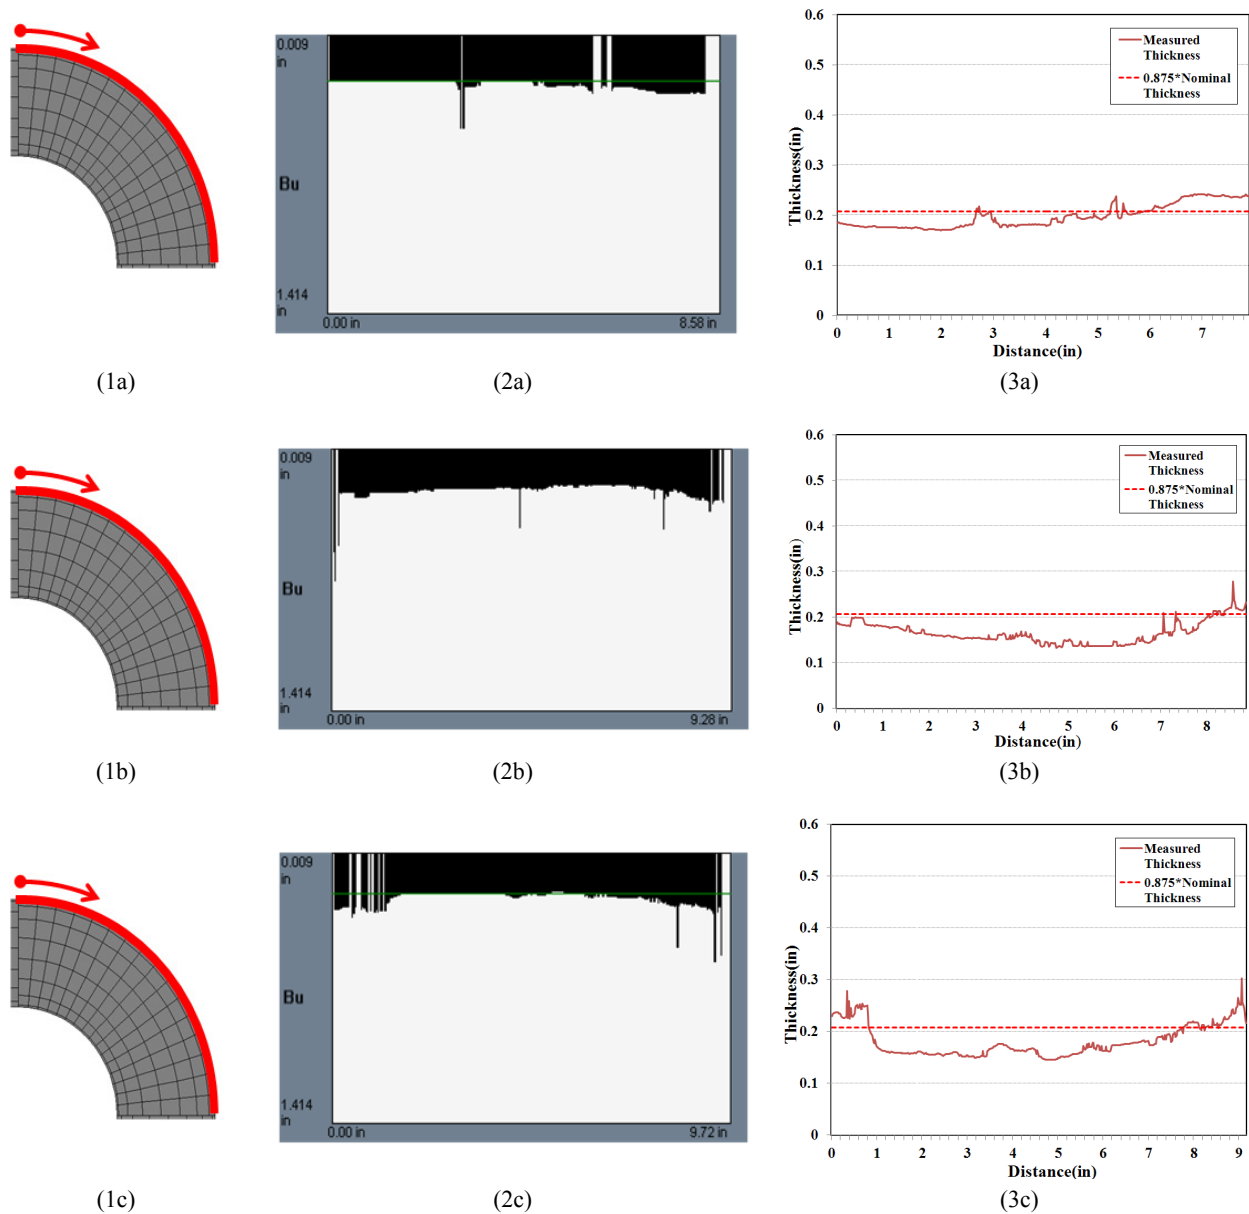 0.009
in
Bu
1.414
in
0.00 in
8.58 in
0.6
0.5
0.4
0.3
0.2
0.1
0
Thickness(in)
Measured
Thickness
0.875*Nominal
Thickness
0 1 2 3 4 5 6 7
Distance(in)
(1a)
(2a)
(3a)
0.009
in
Bu
1.414
in
0.00 in
9.28 in
0.6
0.5
0.4
0.3
0.2
0.1
0
Thickness(in)
Measured
Thickness
0.875*Nominal
Thickness
0 1 2 3 4 5 6 7 8
Distance(in)
(1b)
(2b)
(3b)
0.009
in
Bu
1.414
in
0.00 in
9.72 in
0.6
0.5
0.4
0.3
0.2
0.1
0
Thickness(in)
Measured
Thickness
0.875*Nominal
Thickness
0 1 2 3 4 5 6 7 8 9
Distance(in)
(1c)
(2c)
(3c)